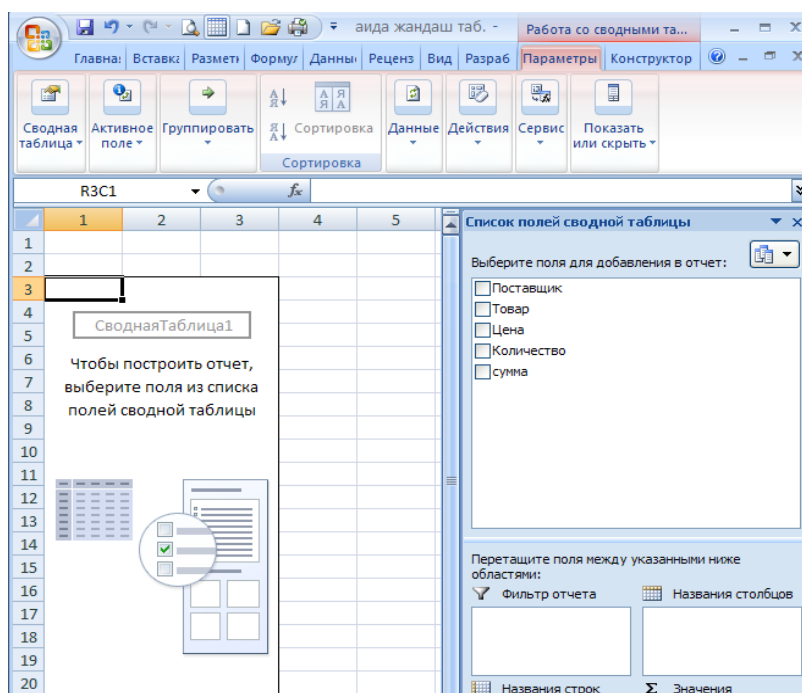 аида жандаш таб. - Работа со сводными та...
Главна: Вставка Разметі Формул Данны Реценз Вид Разраб Параметры Конструктор
Сводная таблица Активное поле Группировать Сортировка Данные Действия Сервис Показать или скрыть
Сортировка
R3C1 fx
1 2 3 4 5
Список полей сводной таблицы
1
2
Выберите поля для добавления в отчет:
3
Поставщик
4
Товар
СводнаяТаблица1
5
Цена
6
Количество
Чтобы построить отчет,
7
сумма
выберите поля из списка
8
полей сводной таблицы
9
10
11
12
13
14
15
Перетащите поля между указанными ниже
областями:
16
Фильтр отчета Названия столбцов
17
18
19
20
Названия строк Σ Значения